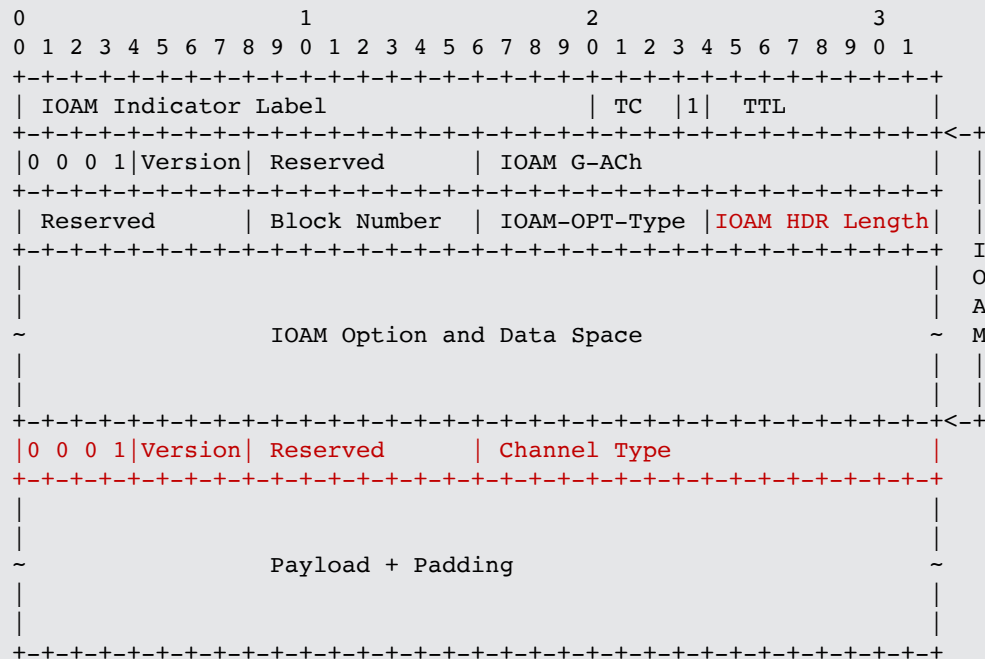 0                   1                   2                   3
 0 1 2 3 4 5 6 7 8 9 0 1 2 3 4 5 6 7 8 9 0 1 2 3 4 5 6 7 8 9 0 1
+-+-+-+-+-+-+-+-+-+-+-+-+-+-+-+-+-+-+-+-+-+-+-+-+-+-+-+-+-+-+-+-+
| IOAM Indicator Label                  | TC  |1|  TTL          |
+-+-+-+-+-+-+-+-+-+-+-+-+-+-+-+-+-+-+-+-+-+-+-+-+-+-+-+-+-+-+-+-+<-+
|0 0 0 1|Version| Reserved      | IOAM G-ACh                    |  |
+-+-+-+-+-+-+-+-+-+-+-+-+-+-+-+-+-+-+-+-+-+-+-+-+-+-+-+-+-+-+-+-+  |
| Reserved      | Block Number  | IOAM-OPT-Type |IOAM HDR Length|  |
+-+-+-+-+-+-+-+-+-+-+-+-+-+-+-+-+-+-+-+-+-+-+-+-+-+-+-+-+-+-+-+-+  I
|                                                               |  O
|                                                               |  A
~                 IOAM Option and Data Space                    ~  M
|                                                               |  |
|                                                               |  |
+-+-+-+-+-+-+-+-+-+-+-+-+-+-+-+-+-+-+-+-+-+-+-+-+-+-+-+-+-+-+-+-+<-+
|0 0 0 1|Version| Reserved      | Channel Type                  |
+-+-+-+-+-+-+-+-+-+-+-+-+-+-+-+-+-+-+-+-+-+-+-+-+-+-+-+-+-+-+-+-+
|                                                               |
|                                                               |
~                 Payload + Padding                             ~
|                                                               |
|                                                               |
+-+-+-+-+-+-+-+-+-+-+-+-+-+-+-+-+-+-+-+-+-+-+-+-+-+-+-+-+-+-+-+-+